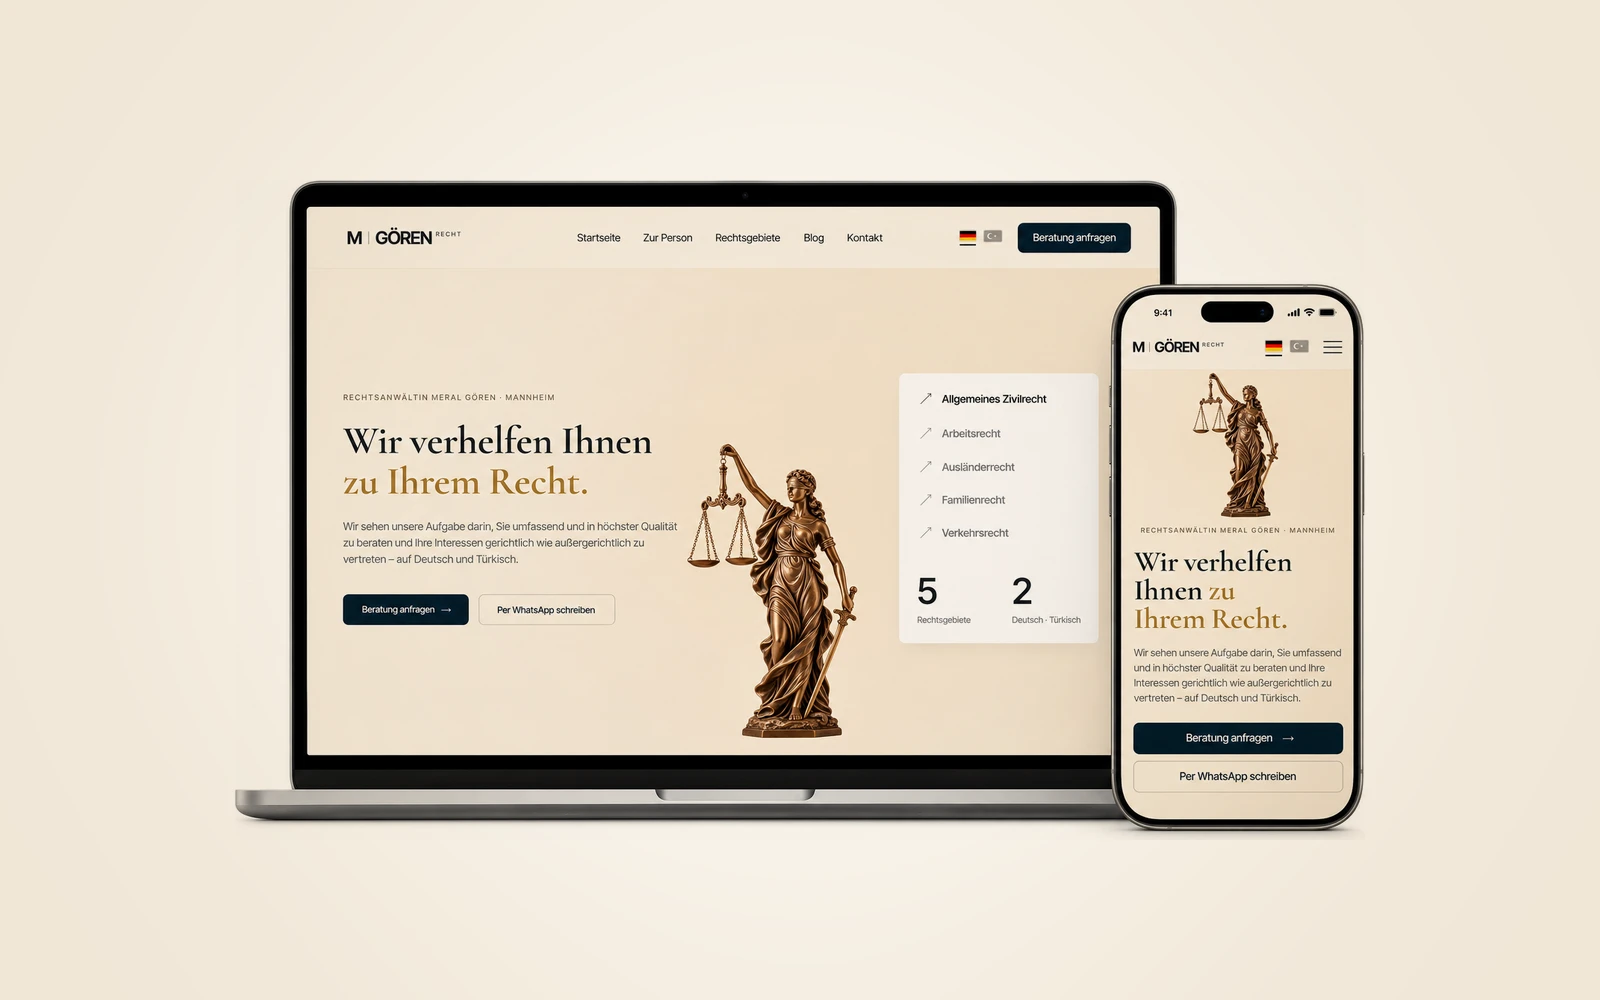 M | GÖREN RECHT
Startseite Zur Person Rechtsgebiete Blog Kontakt
Beratung anfragen
RECHTSANWÄLTIN MERAL GÖREN · MANNHEIM
Wir verhelfen Ihnen
zu Ihrem Recht.
Wir sehen unsere Aufgabe darin, Sie umfassend und in höchster Qualität
zu beraten und Ihre Interessen gerichtlich wie außergerichtlich zu
vertreten – auf Deutsch und Türkisch.
Beratung anfragen →
Per WhatsApp schreiben
↗ Allgemeines Zivilrecht
↗ Arbeitsrecht
↗ Ausländerrecht
↗ Familienrecht
↗ Verkehrsrecht
5 2
Rechtsgebiete Deutsch · Türkisch
9:41
M | GÖREN RECHT
RECHTSANWÄLTIN MERAL GÖREN · MANNHEIM
Wir verhelfen
Ihnen zu
Ihrem Recht.
Wir sehen unsere Aufgabe darin, Sie umfassend
und in höchster Qualität zu beraten und Ihre
Interessen gerichtlich wie außergerichtlich zu
vertreten – auf Deutsch und Türkisch.
Beratung anfragen →
Per WhatsApp schreiben